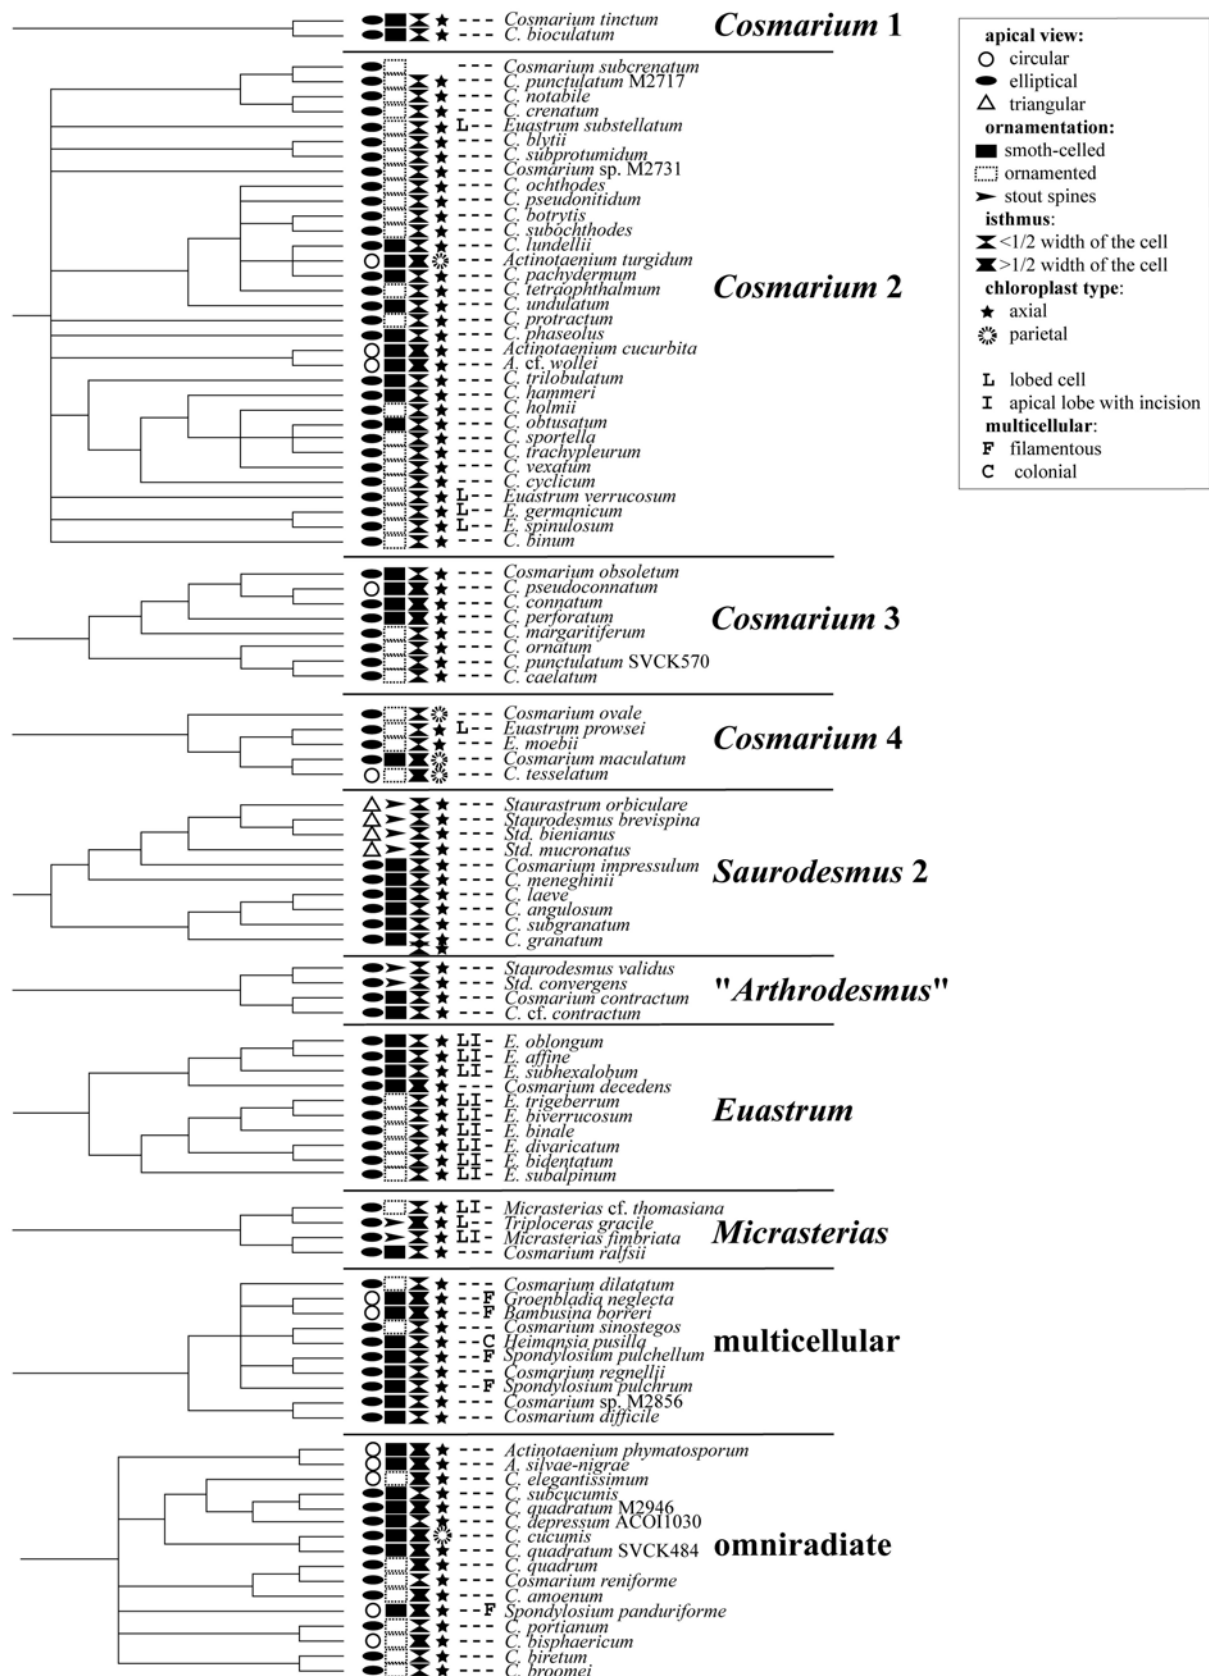 Cosmarium tinctum
C. bioculatum
Cosmarium 1
Cosmarium subcrenatum
C. punctulatum M2717
C. notabile
C. crenatum
L - - Euastrum substellatum
C. blytii
C. subprotumidum
Cosmarium sp. M2731
C. ochthodes
C. pseudonitidum
C. botrytis
C. subochthodes
C. lundellii
Actinotaenium turgidum
C. pachydermum
C. tetraophthalmum
C. undulatum
C. protractum
C. phaseolus
Actinotaenium cucurbita
A. cf. wollei
C. trilobulatum
C. hammeri
C. holmii
C. obtusatum
C. sportella
C. trachypleurum
C. vexatum
C. cyclicum
L - - Euastrum verrucosum
L - - E. germanicum
L - - E. spinulosum
C. binum
Cosmarium 2
Cosmarium obsoletum
C. pseudoconnatum
C. connatum
C. perforatum
C. margaritiferum
C. ornatum
C. punctulatum SVCK570
C. caelatum
Cosmarium 3
Cosmarium ovale
L - - Euastrum prowsei
E. moebii
Cosmarium maculatum
C. tesselatum
Cosmarium 4
Staurastrum orbiculare
Staurodesmus brevispina
Std. bienianus
Std. mucronatus
Cosmarium impressulum
C. meneghinii
C. laeve
C. angulosum
C. subgranatum
C. granatum
Saurodesmus 2
Staurodesmus validus
Std. convergens
Cosmarium contractum
C. cf. contractum
"Arthrodesmus"
LI - E. oblongum
LI - E. affine
LI - E. subhexalobum
Cosmarium decedens
LI - E. trigeberrum
LI - E. biverrucosum
LI - E. binale
LI - E. divaricatum
LI - E. bidentatum
LI - E. subalpinum
Euastrum
LI - Micrasterias cf. thomasiana
L - - Triploceras gracile
LI - Micrasterias fimbriata
Cosmarium ralfsii
Micrasterias
Cosmarium dilatatum
- - F Groenbladia neglecta
- - F Bambusina borreri
Cosmarium sinostegos
- - C Heimansia pusilla
- - F Spondylosium pulchellum
Cosmarium regnellii
- - F Spondylosium pulchrum
Cosmarium sp. M2856
Cosmarium difficile
multicellular
Actinotaenium phymatosporum
A. silvae-nigrae
C. elegantissimum
C. subcucumis
C. quadratum M2946
C. depressum ACOI1030
C. cucumis
C. quadratum SVCK484
C. quadrum
Cosmarium reniforme
C. amoenum
- - F Spondylosium panduriforme
C. portianum
C. bisphaericum
C. biretum
C. broomei
omniradiate
apical view:
circular
elliptical
triangular
ornamentation:
smoth-celled
ornamented
stout spines
isthmus:
<1/2 width of the cell
>1/2 width of the cell
chloroplast type:
axial
parietal
L lobed cell
I apical lobe with incision
multicellular:
F filamentous
C colonial